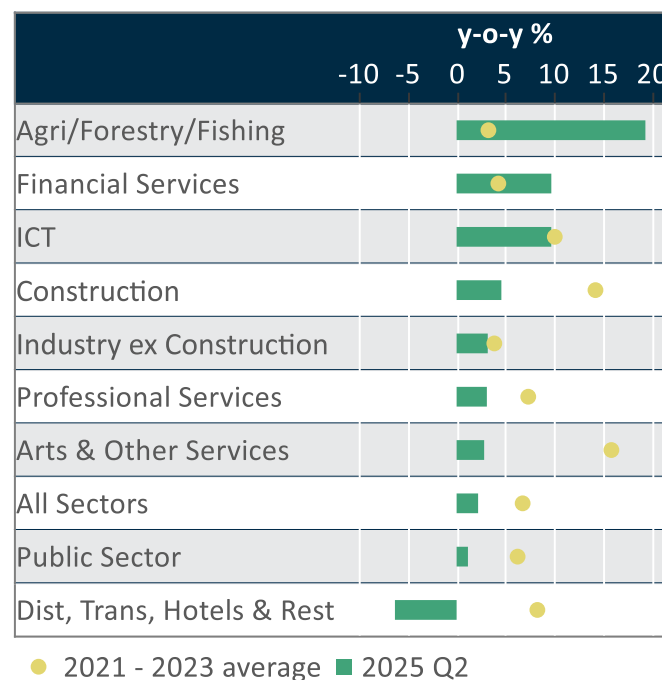 y-o-y %
-10 -5 0 5 10 15 20
Agri/Forestry/Fishing
Financial Services
ICT
Construction
Industry ex Construction
Professional Services
Arts & Other Services
All Sectors
Public Sector
Dist, Trans, Hotels & Rest
2021 - 2023 average 2025 Q2